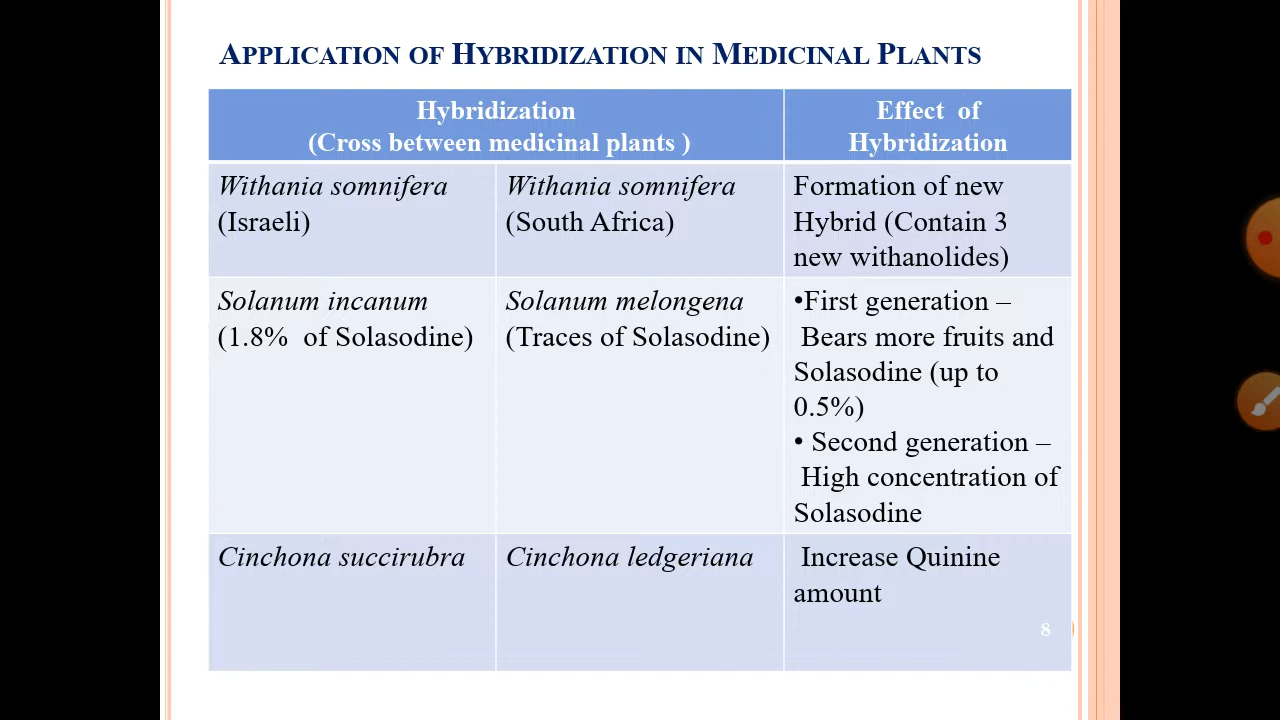 APPLICATION OF HYBRIDIZATION IN MEDICINAL PLANTS
Hybridization
(Cross between medicinal plants )
Effect of
Hybridization
Withania somnifera
(Israeli)
Withania somnifera
(South Africa)
Formation of new
Hybrid (Contain 3
new withanolides)
Solanum incanum
(1.8% of Solasodine)
Solanum melongena
(Traces of Solasodine)
•First generation –
Bears more fruits and
Solasodine (up to
0.5%)
• Second generation –
High concentration of
Solasodine
Cinchona succirubra
Cinchona ledgeriana
Increase Quinine
amount
8